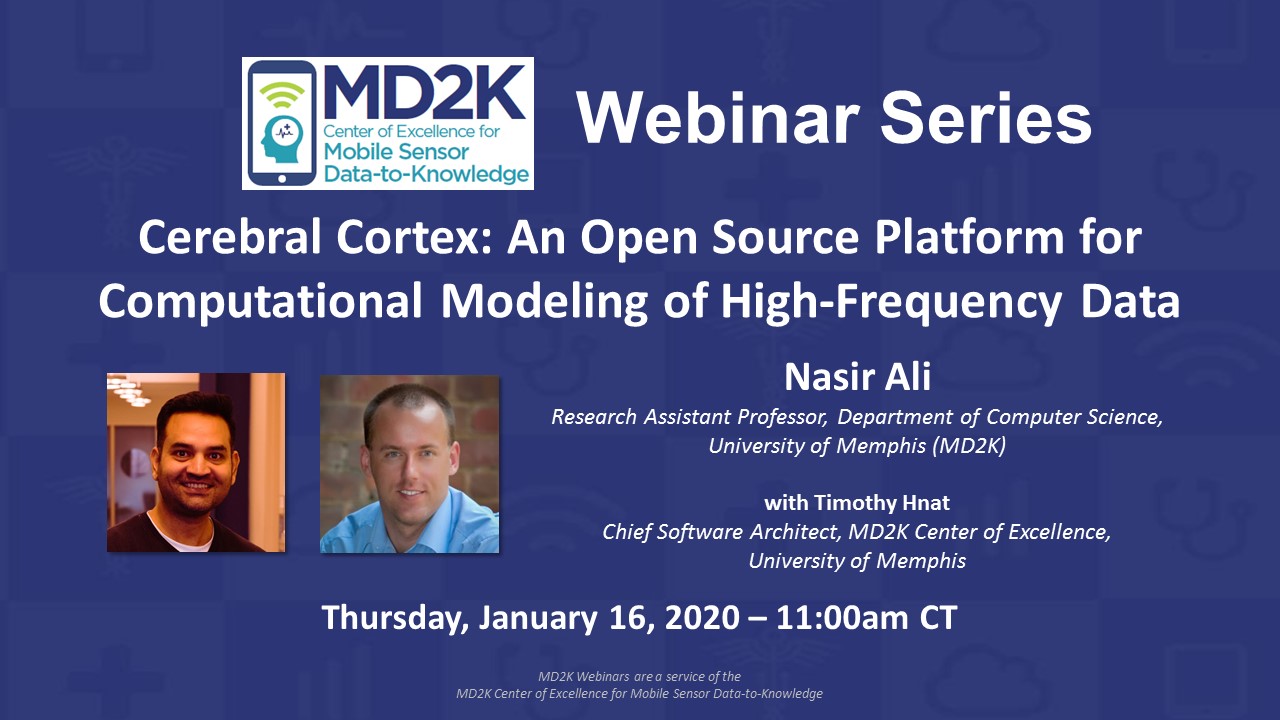 MD2K
Center of Excellence for
Mobile Sensor
Data-to-Knowledge
Webinar Series
Cerebral Cortex: An Open Source Platform for
Computational Modeling of High-Frequency Data
Nasir Ali
Research Assistant Professor, Department of Computer Science,
University of Memphis (MD2K)
with Timothy Hnat
Chief Software Architect, MD2K Center of Excellence,
University of Memphis
Thursday, January 16, 2020 – 11:00am CT
MD2K Webinars are a service of the
MD2K Center of Excellence for Mobile Sensor Data-to-Knowledge